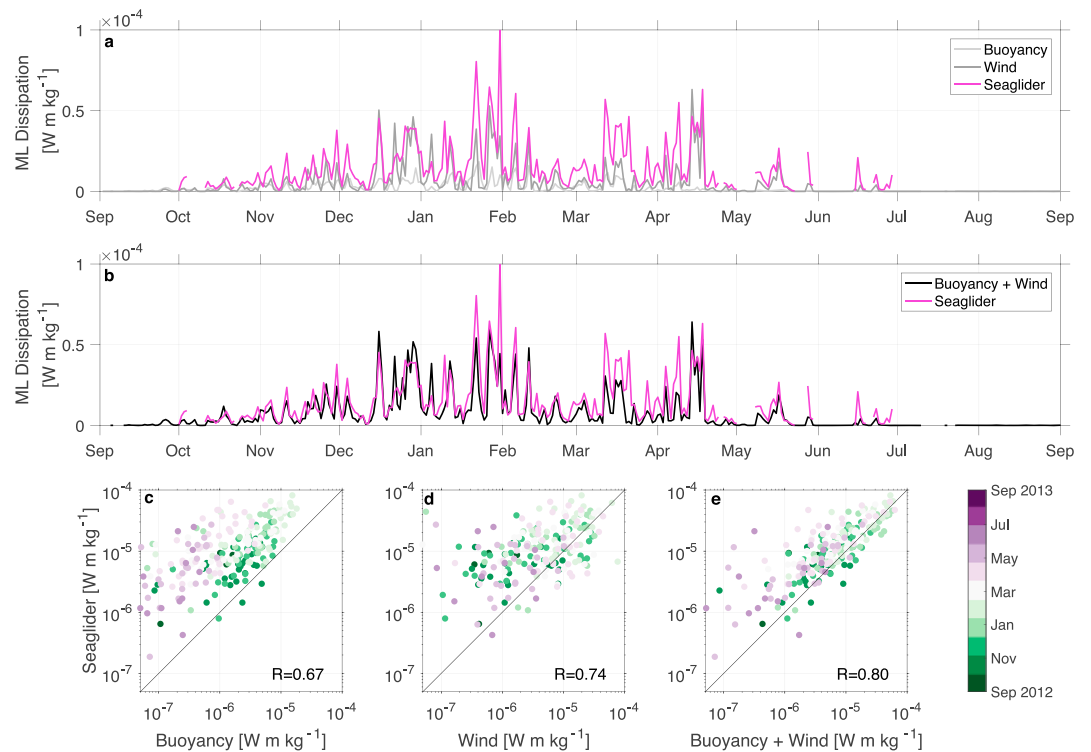 ×10⁻⁴
1
a
Buoyancy
Wind
Seaglider
ML Dissipation
[W m kg⁻¹]
0.5
0
Sep Oct Nov Dec Jan Feb Mar Apr May Jun Jul Aug Sep
×10⁻⁴
1
b
Buoyancy + Wind
Seaglider
ML Dissipation
[W m kg⁻¹]
0.5
0
Sep Oct Nov Dec Jan Feb Mar Apr May Jun Jul Aug Sep
Seaglider [W m kg⁻¹]
10⁻⁴
10⁻⁵
10⁻⁶
10⁻⁷
c
R=0.67
10⁻⁷ 10⁻⁶ 10⁻⁵
Buoyancy [W m kg⁻¹]
10⁻⁴
10⁻⁵
10⁻⁶
10⁻⁷
d
R=0.74
10⁻⁷ 10⁻⁶ 10⁻⁵ 10⁻⁴
Wind [W m kg⁻¹]
10⁻⁴
10⁻⁵
10⁻⁶
10⁻⁷
e
R=0.80
10⁻⁷ 10⁻⁶ 10⁻⁵ 10⁻⁴
Buoyancy + Wind [W m kg⁻¹]
Sep 2013
Jul
May
Mar
Jan
Nov
Sep 2012